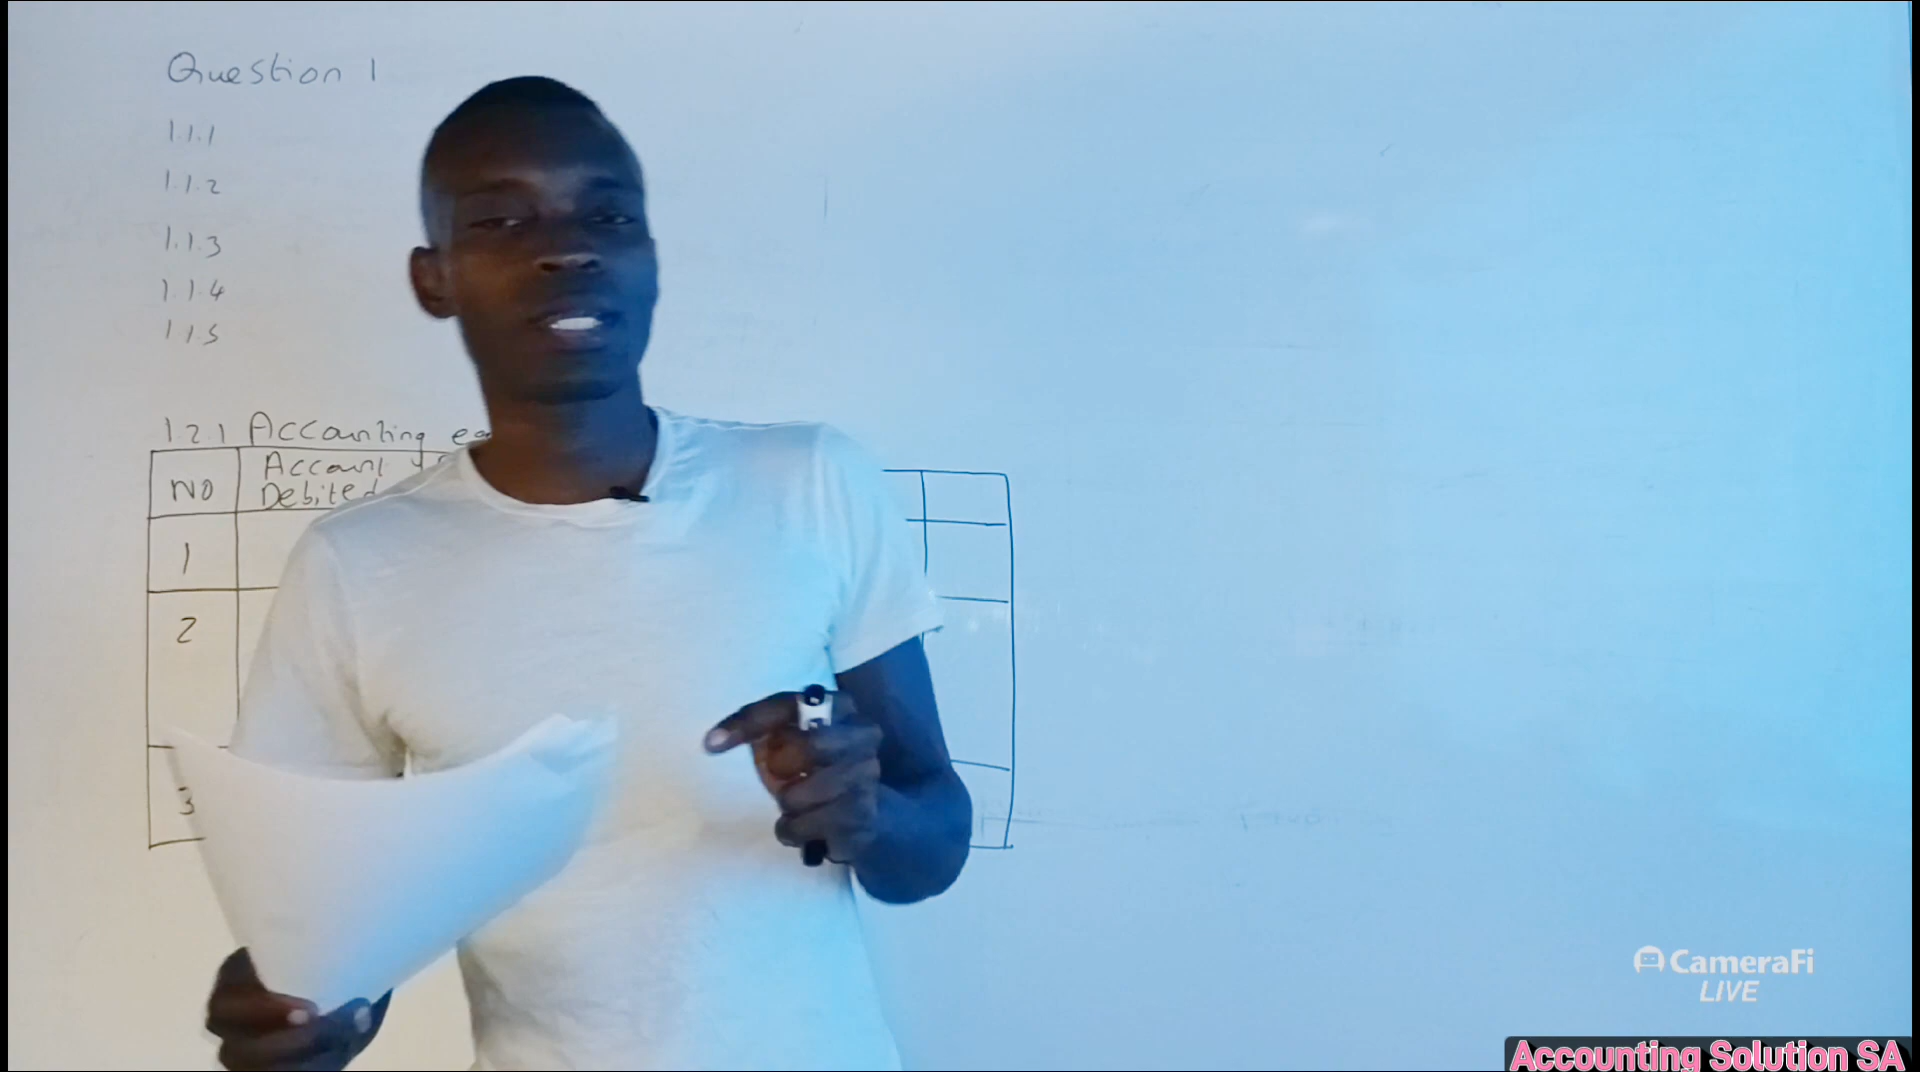 Question 1
1.1.1
1.1.2
1.1.3
1.1.4
1.1.5
1.2.1 Accounting
NO
Account
Debited
1
2
3
CameraFi
LIVE
Accounting Solution SA